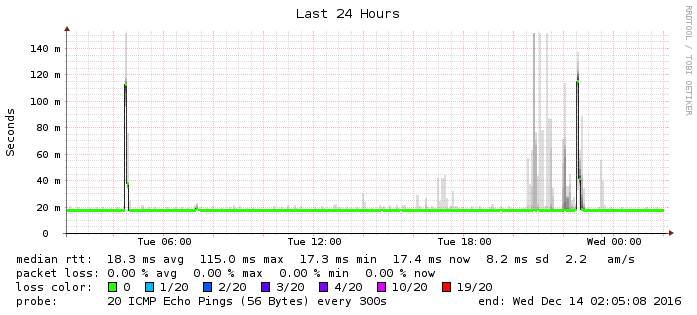 Last 24 Hours
RRDTOOL / TOBI OETIKER
Seconds
140 m
120 m
100 m
80 m
60 m
40 m
20 m
0
Tue 06:00 Tue 12:00 Tue 18:00 Wed 00:00
median rtt: 18.3 ms avg 115.0 ms max 17.3 ms min 17.4 ms now 8.2 ms sd 2.2 am/s
packet loss: 0.00 % avg 0.00 % max 0.00 % min 0.00 % now
loss color: 0 1/20 2/20 3/20 4/20 10/20 19/20
probe: 20 ICMP Echo Pings (56 Bytes) every 300s end: Wed Dec 14 02:05:08 2016